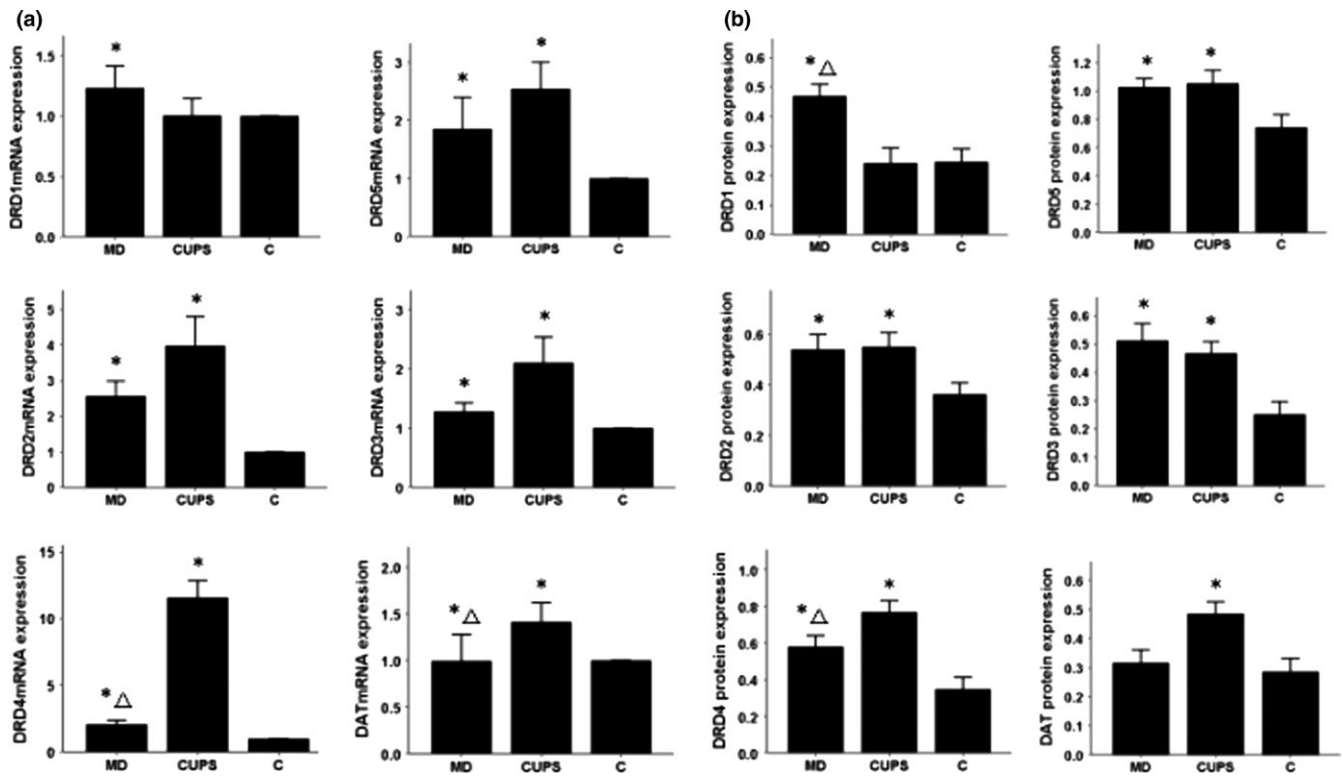 (a)
(b)
DRD1mRNA expression
1.5
1.0
0.5
0.0
*
MD CUPS C
DRD5mRNA expression
3
2
1
0
* *
MD CUPS C
DRD1 protein expression
0.6
0.5
0.4
0.3
0.2
0.1
0.0
*△
MD CUPS C
DRD5 protein expression
1.2
1.0
0.8
0.6
0.4
0.2
0.0
* *
MD CUPS C
DRD2mRNA expression
5
4
3
2
1
0
* *
MD CUPS C
DRD3mRNA expression
3
2
1
0
* *
MD CUPS C
DRD2 protein expression
0.6
0.4
0.2
0.0
* *
MD CUPS C
DRD3 protein expression
0.6
0.5
0.4
0.3
0.2
0.1
0.0
* *
MD CUPS C
DRD4mRNA expression
15
10
5
0
*△ *
MD CUPS C
DATmRNA expression
2.0
1.5
1.0
0.5
0.0
*△ *
MD CUPS C
DRD4 protein expression
1.0
0.8
0.6
0.4
0.2
0.0
*△ *
MD CUPS C
DAT protein expression
0.6
0.5
0.4
0.3
0.2
0.1
0.0
*
MD CUPS C